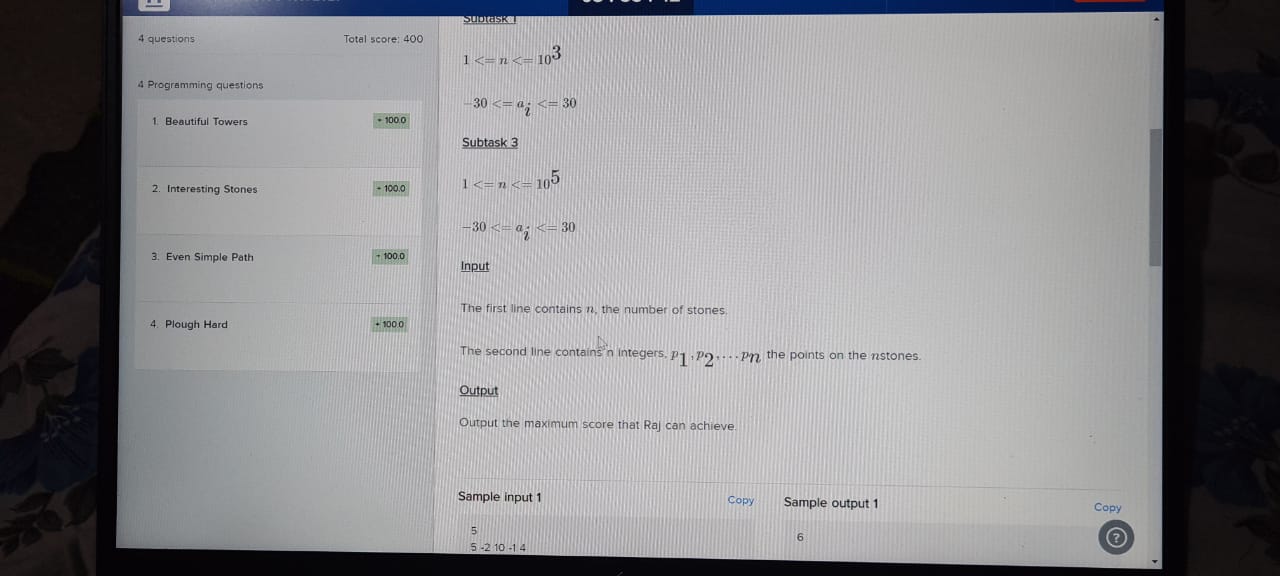 4 questions
Total score: 400
4 Programming questions
1. Beautiful Towers
+ 100.0
2. Interesting Stones
+ 100.0
3. Even Simple Path
+ 100.0
4. Plough Hard
+ 100.0
Subtask 1
1 <= n <= 10^3
-30 <= a_i <= 30
Subtask 3
1 <= n <= 10^5
-30 <= a_i <= 30
Input
The first line contains n, the number of stones.
The second line contains n integers, p1, p2, ... pn the points on the nstones.
Output
Output the maximum score that Raj can achieve.
Sample input 1
Copy
5
5 -2 10 -1 4
Sample output 1
Copy
6
?